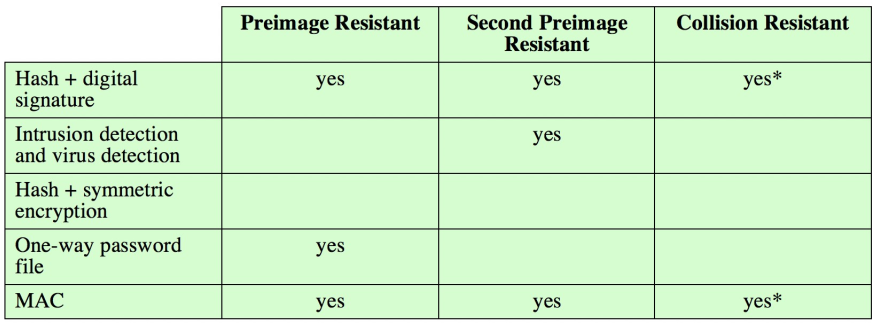 Preimage Resistant Second Preimage Collision Resistant
Resistant
Hash + digital yes yes yes*
signature
Intrusion detection yes
and virus detection
Hash + symmetric
encryption
One-way password yes
file
MAC yes yes yes*